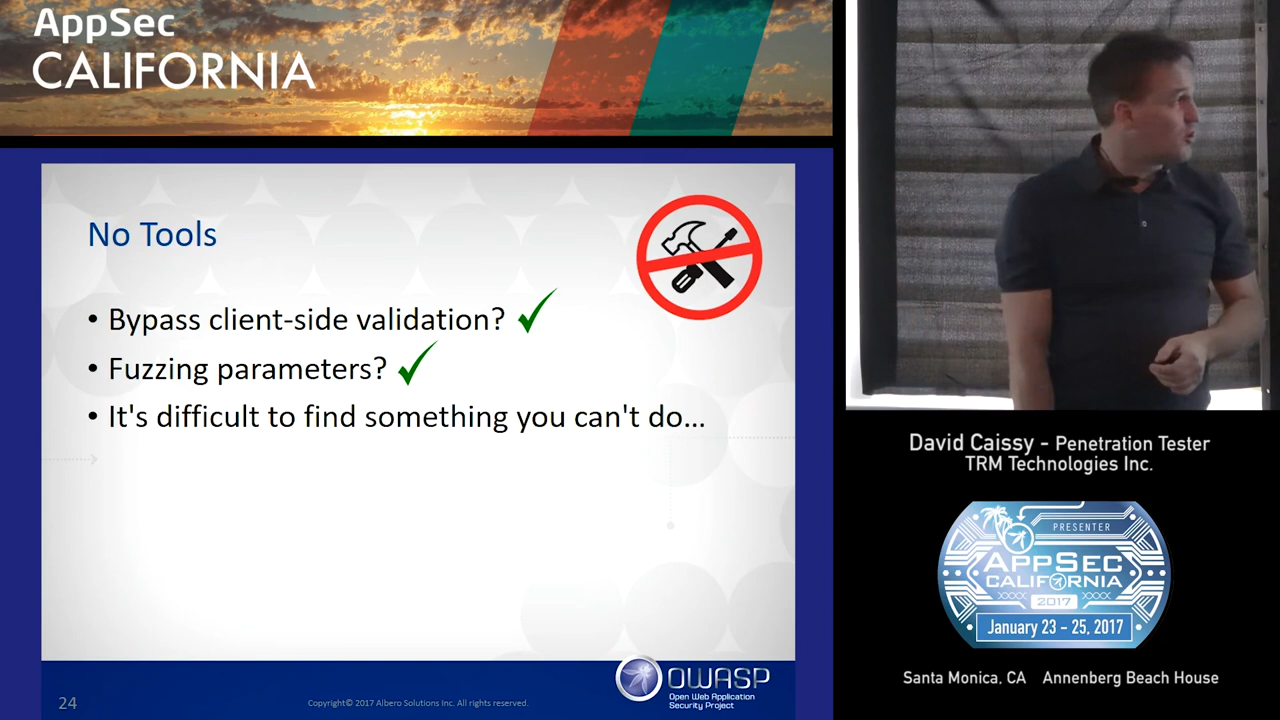 AppSec
CALIFORNIA
No Tools
• Bypass client-side validation?
• Fuzzing parameters?
• It's difficult to find something you can't do...
24
Copyright© 2017 Albero Solutions Inc. All rights reserved.
OWASP
Open Web Application
Security Project
David Caissy - Penetration Tester
TRM Technologies Inc.
PRESENTER
APPSEC
CALIFORNIA
2017
January 23 - 25, 2017
Santa Monica, CA Annenberg Beach House